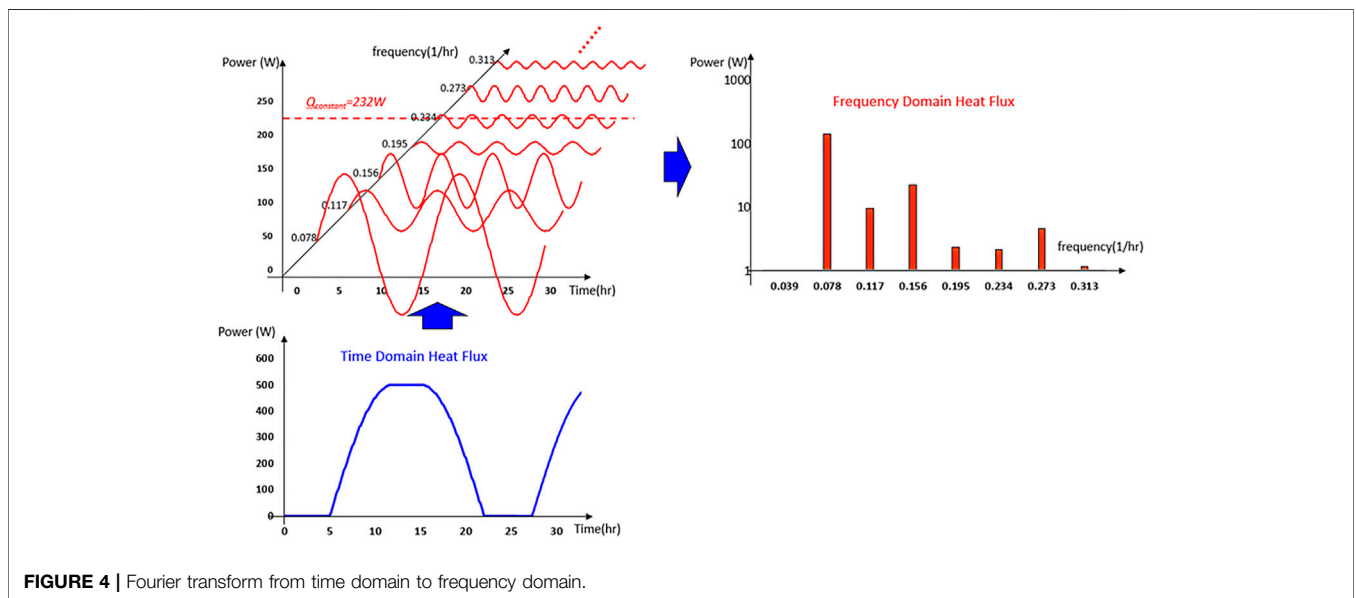 Power (W)
frequency(1/hr)
250
200
150
100
50
0
Qconstant=232W
0.313
0.273
0.234
0.195
0.156
0.117
0.078
0 5 10 15 20 25 30 Time(hr)
Power (W)
1000
100
10
1
Frequency Domain Heat Flux
frequency(1/hr)
0.039 0.078 0.117 0.156 0.195 0.234 0.273 0.313
Power (W)
Time Domain Heat Flux
600
500
400
300
200
100
0
0 5 10 15 20 25 30 Time(hr)
FIGURE 4 | Fourier transform from time domain to frequency domain.